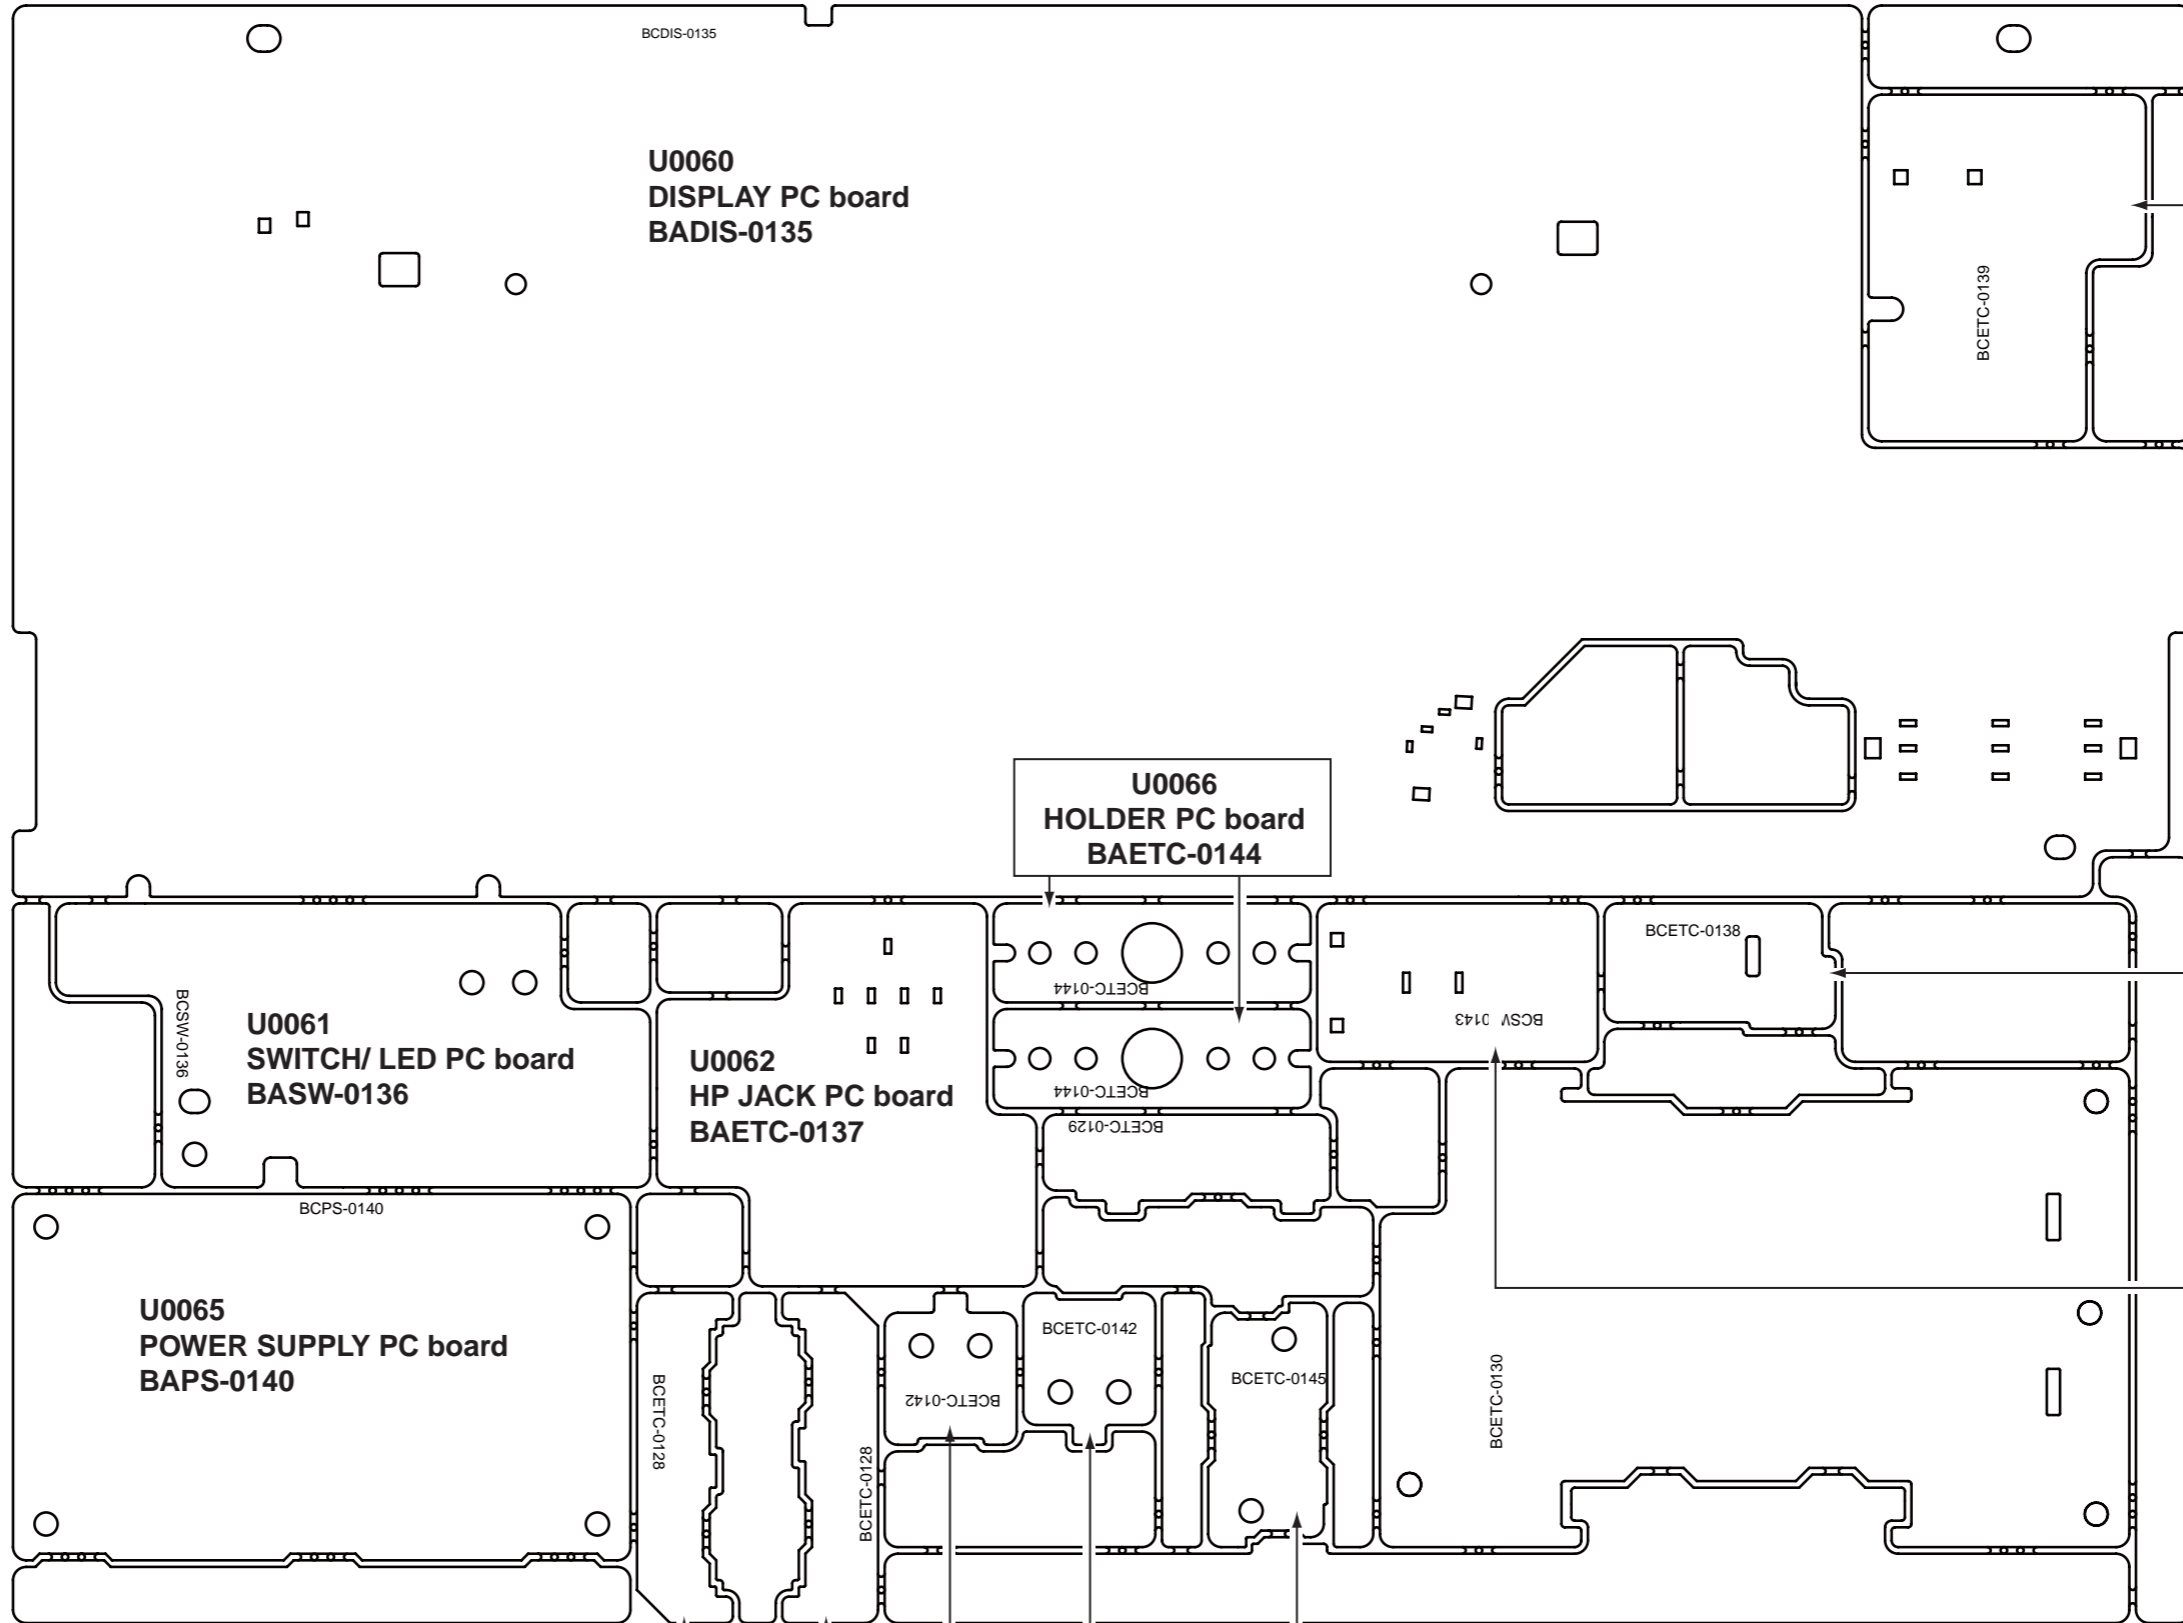 BCDIS-0135
U0060
DISPLAY PC board
BADIS-0135
BCETC-0139
U0066
HOLDER PC board
BAETC-0144
BCETC-0138
BCETC-0144
BCSW-0136
U0061
SWITCH/ LED PC board
BASW-0136
BCSW-0143
U0062
HP JACK PC board
BAETC-0137
BCETC-0144
BCETC-0129
BCPS-0140
U0065
POWER SUPPLY PC board
BAPS-0140
BCETC-0142
BCETC-0145
BCETC-0142
BCETC-0130
BCETC-0128
BCETC-0128